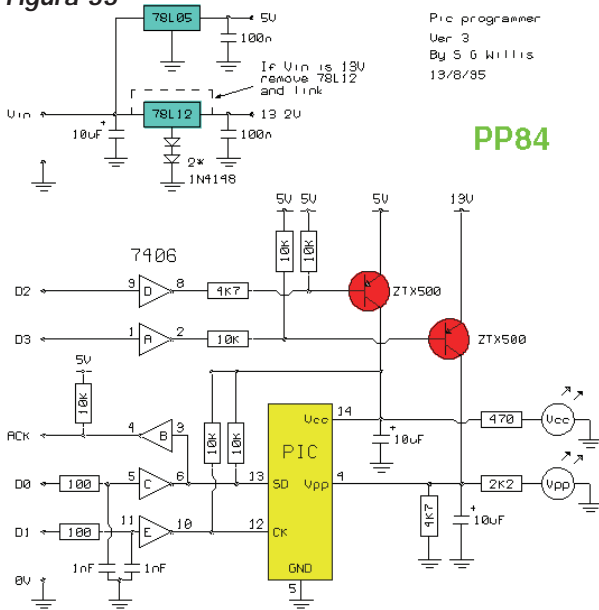 Figura 33
78L05
5V
100n
Pic programmer
Ver 3
By S G Willis
13/8/95
If Vin is 13V
remove 78L12
and link
Vin
78L12
13 2V
10uF
+
100n
2*
1N4148
PP84
5V 5V 5V 13V
10K 10K
7406
D2 9 D 8 4K7 ZTX500
D3 1 A 2 10K ZTX500
5V
10K
ACK 4 B 3
10K 10K
14 Vcc 470 Vcc
+
10uF
PIC
D0 100 5 C 6 13 SD Vpp 4 2K2 Vpp
D1 100 11 E 10 12 CK
4K7
+
10uF
1nF 1nF
0V
GND
5